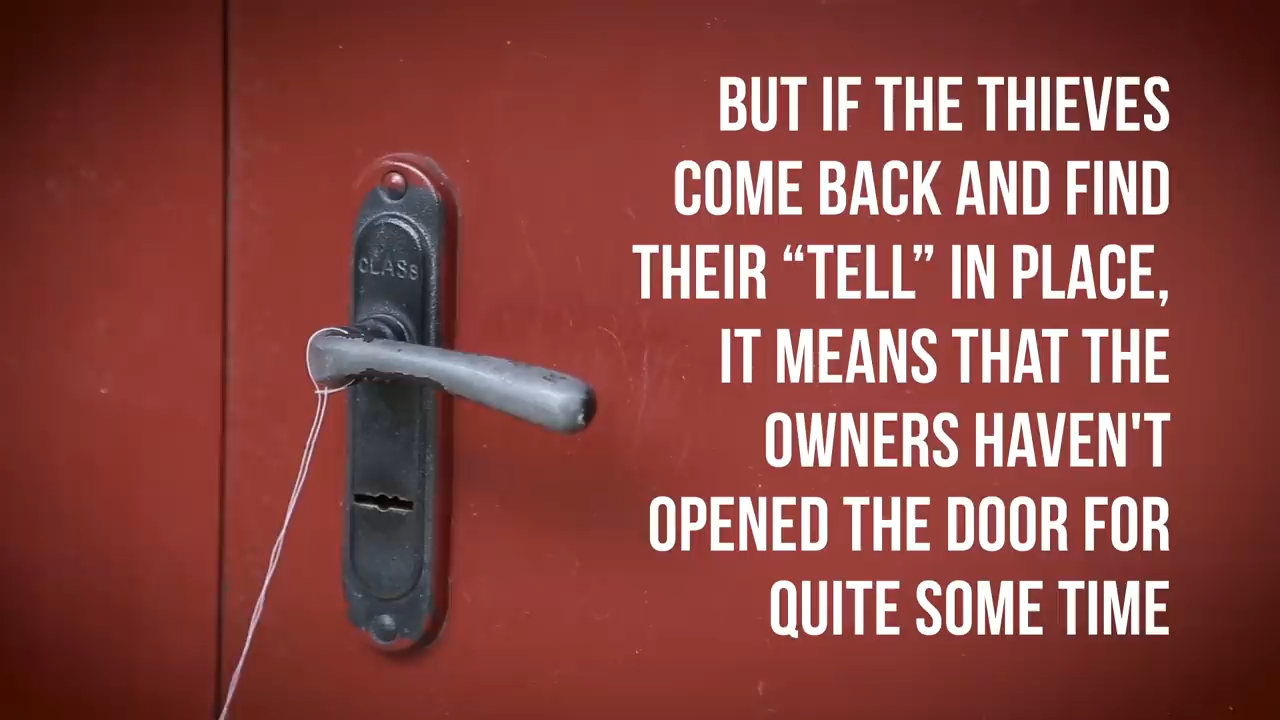 BUT IF THE THIEVES
COME BACK AND FIND
THEIR “TELL” IN PLACE,
IT MEANS THAT THE
OWNERS HAVEN'T
OPENED THE DOOR FOR
QUITE SOME TIME
CLASS